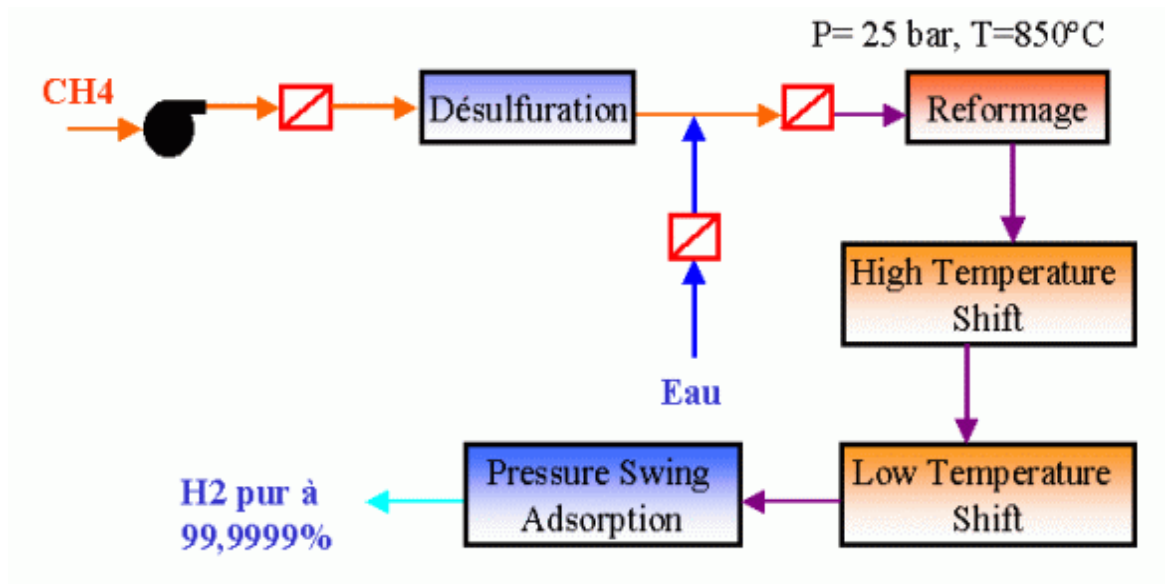 P= 25 bar, T=850°C
CH4
Désulfuration
Reformage
High Temperature
Shift
Eau
Low Temperature
Shift
Pressure Swing
Adsorption
H2 pur à
99,9999%